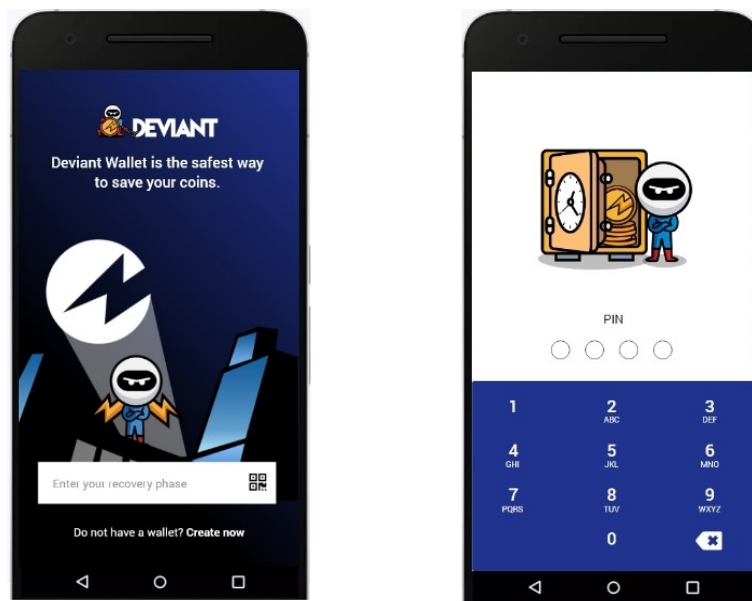 DEVIANT
Deviant Wallet is the safest way
to save your coins.
Enter your recovery phase
Do not have a wallet? Create now
PIN
1 2 3
ABC DEF
4 5 6
GHI JKL MNO
7 8 9
PQRS TUV WXYZ
0